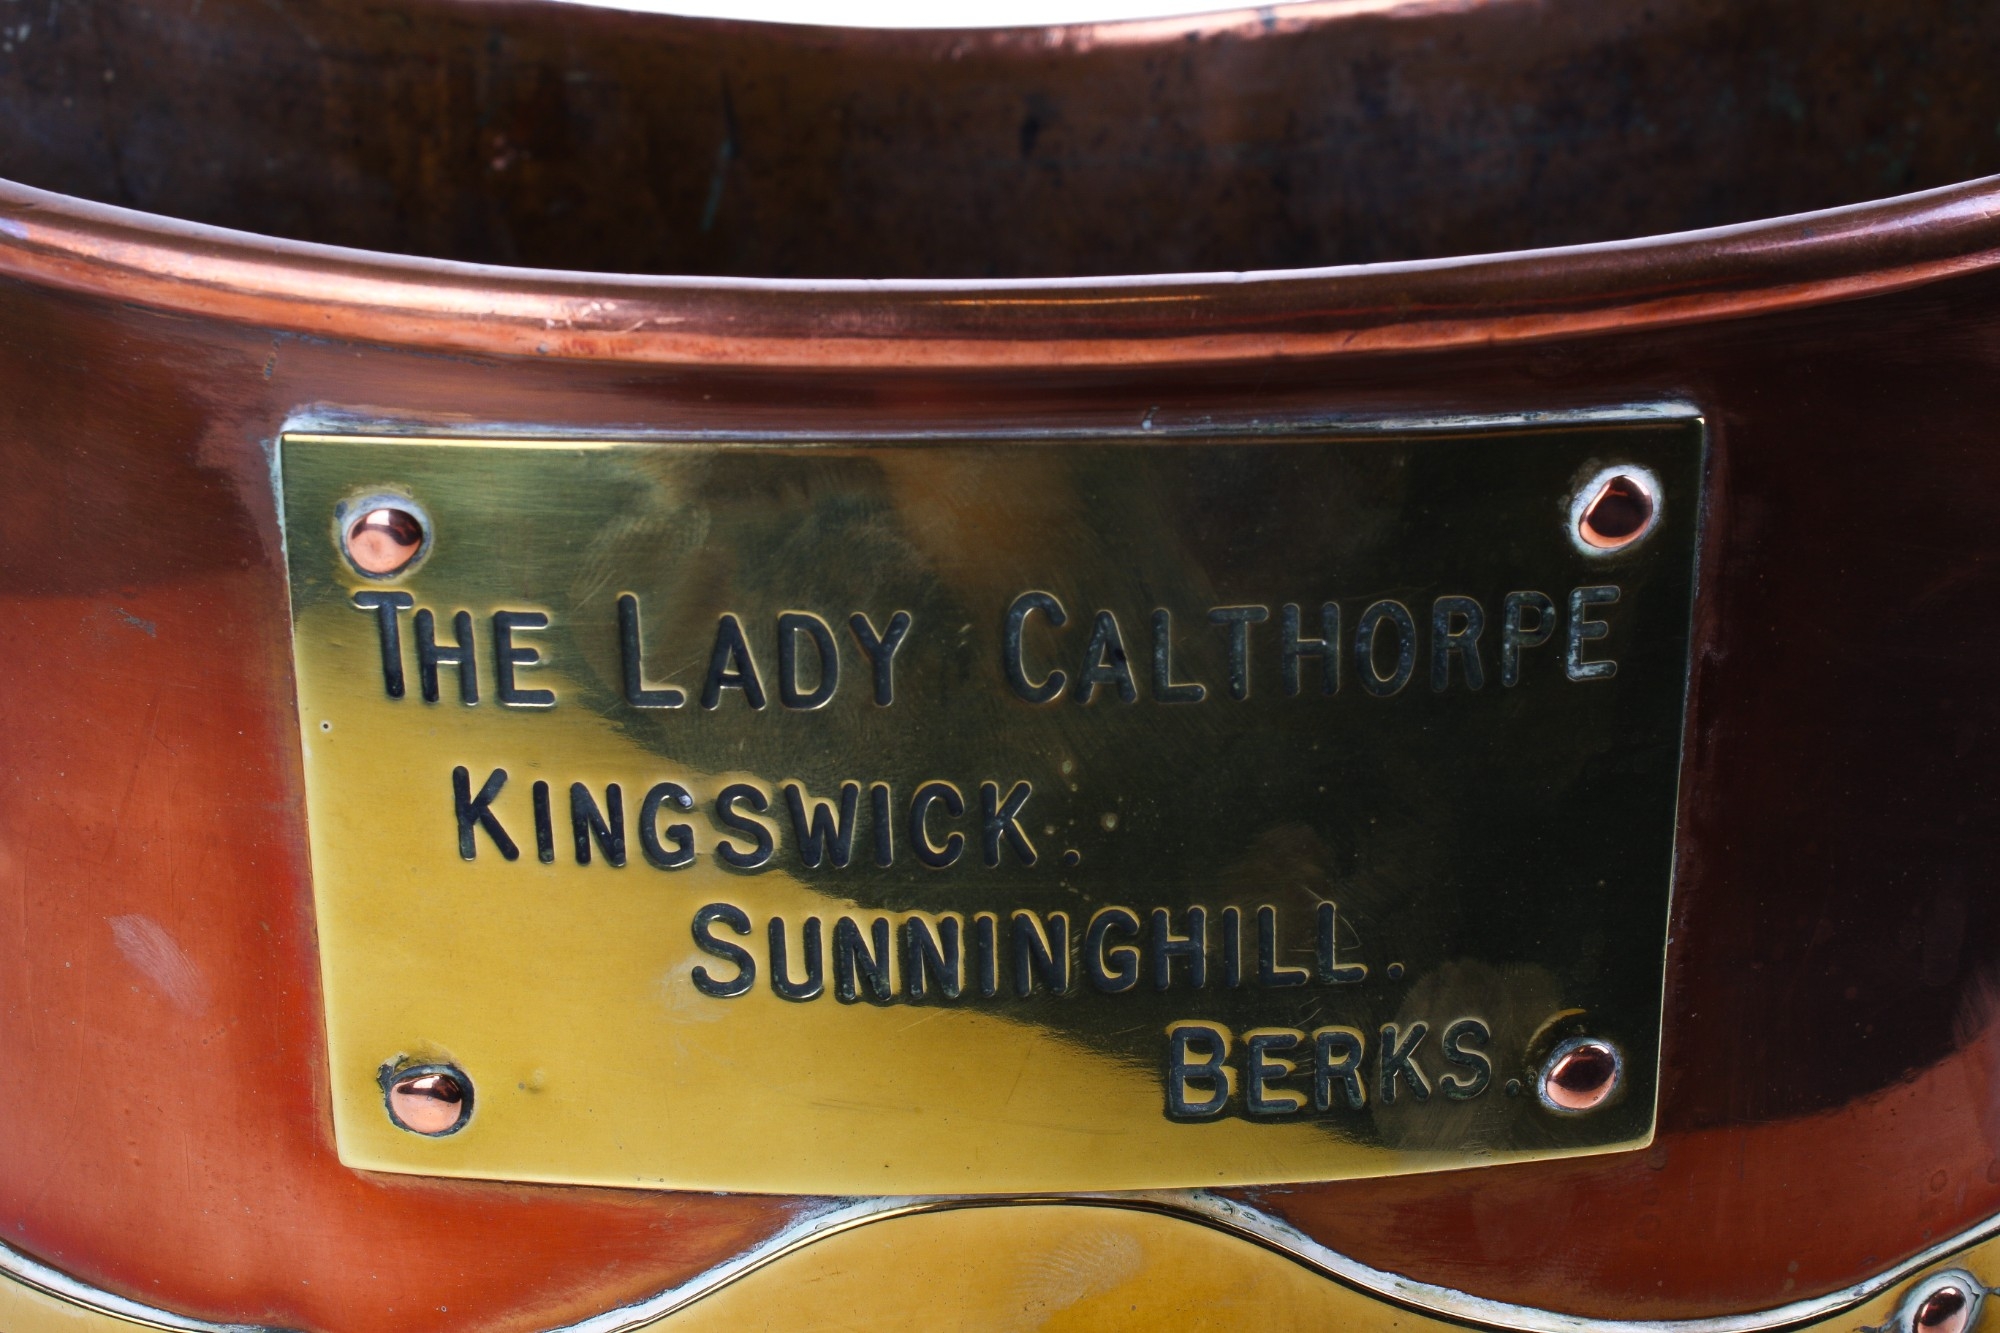 The Lady Calthorpe
Kingswick.
Sunninghill.
Berks.